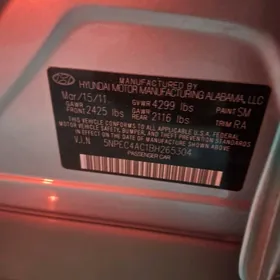 HYUNDAI MOTOR MANUFACTURING ALABAMA, LLC
Mar/15/11 GVWR 4299 lbs PAINT SM
GAWR FRONT 2425 lbs GAWR REAR 2116 lbs TRIM RA
THIS VEHICLE CONFORMS TO ALL APPLICABLE U.S.A FEDERAL
MOTOR VEHICLE SAFETY, BUMPER, AND THEFT PREVENTION STANDARDS
IN EFFECT ON THE DATE OF MANUFACTURE SHOWN ABOVE.
V.I.N 5NPEC4AC1BH265304
PASSENGER CAR